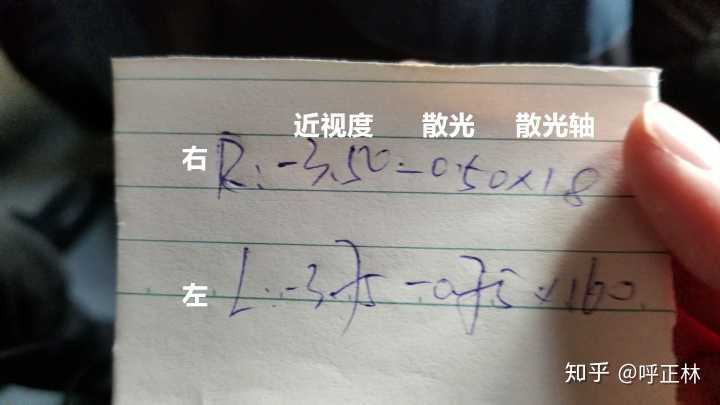 近视度 散光 散光轴
右 R: -3.50 -0.50×18
左 L: -3.75 -0.75×160
知乎 @呼正林